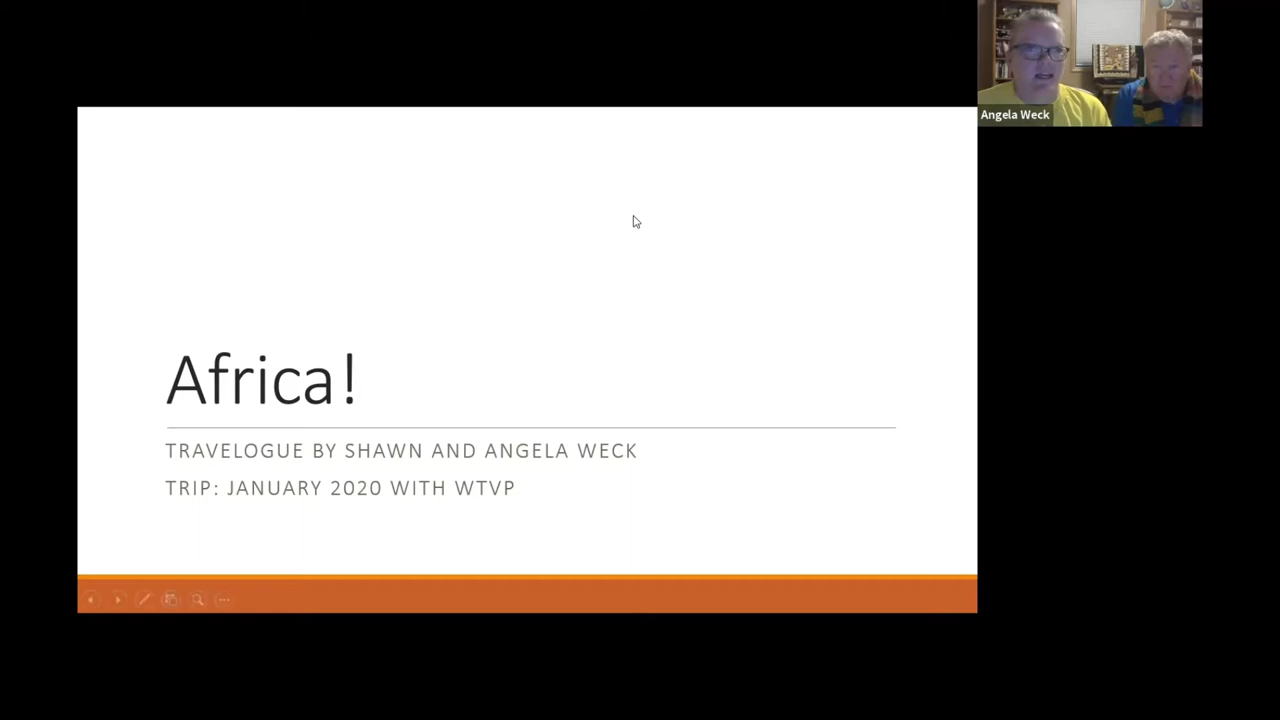 Angela Weck
Africa!
TRAVELOGUE BY SHAWN AND ANGELA WECK
TRIP: JANUARY 2020 WITH WTVP